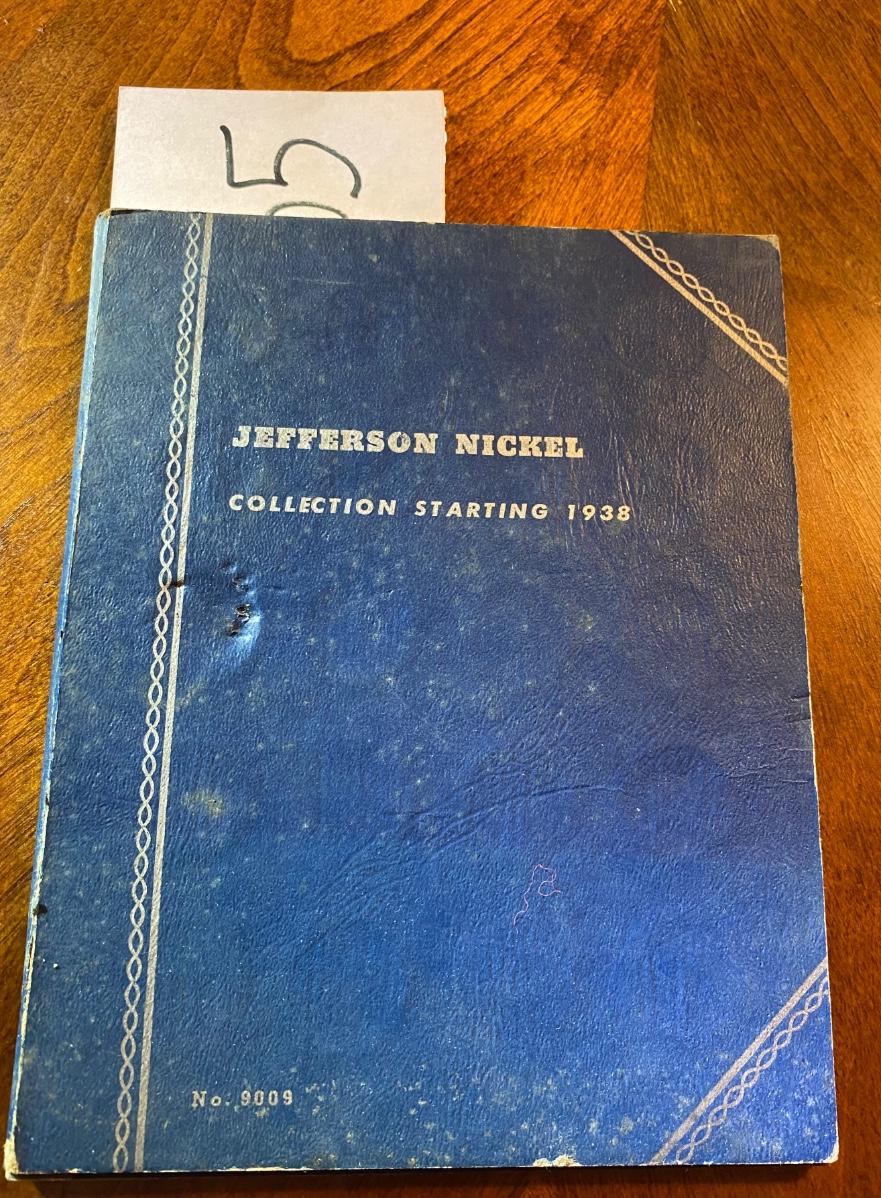 5
JEFFERSON NICKEL
COLLECTION STARTING 1938
No. 9009